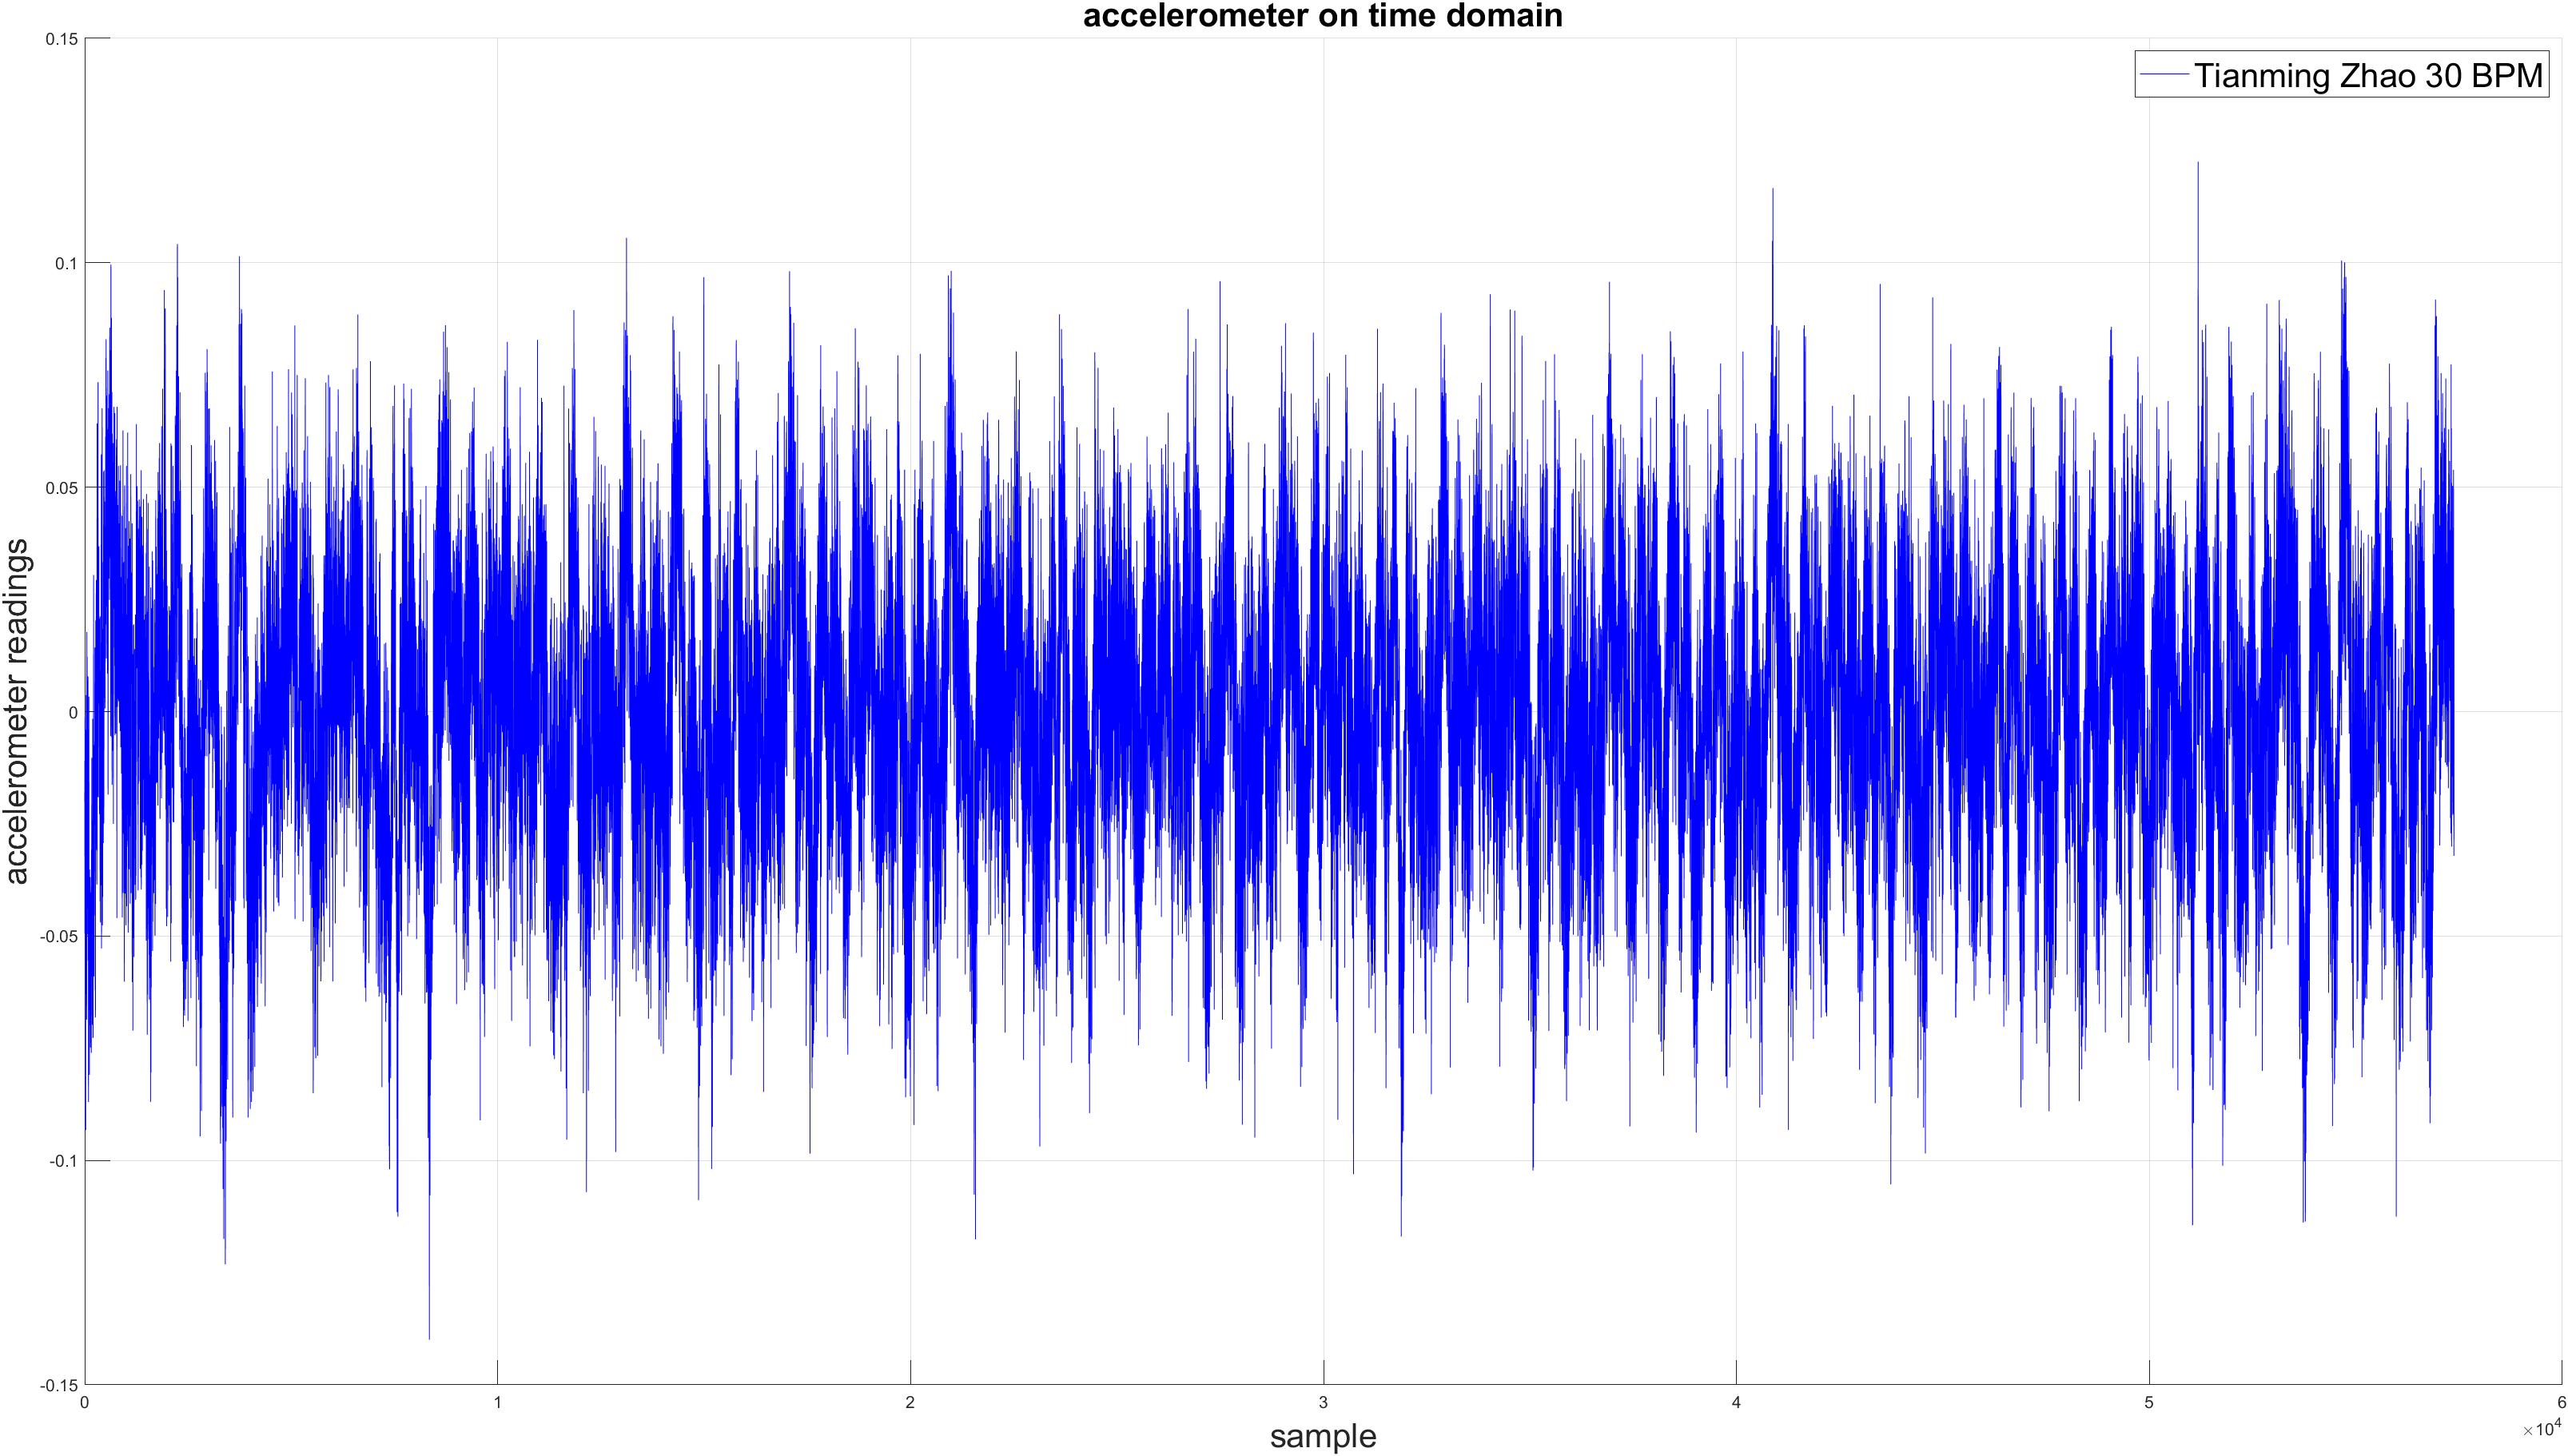 accelerometer on time domain
Tianming Zhao 30 BPM
0.15
0.1
0.05
0
-0.05
-0.1
-0.15
accelerometer readings
0 1 2 3 4 5 6
×10^4
sample